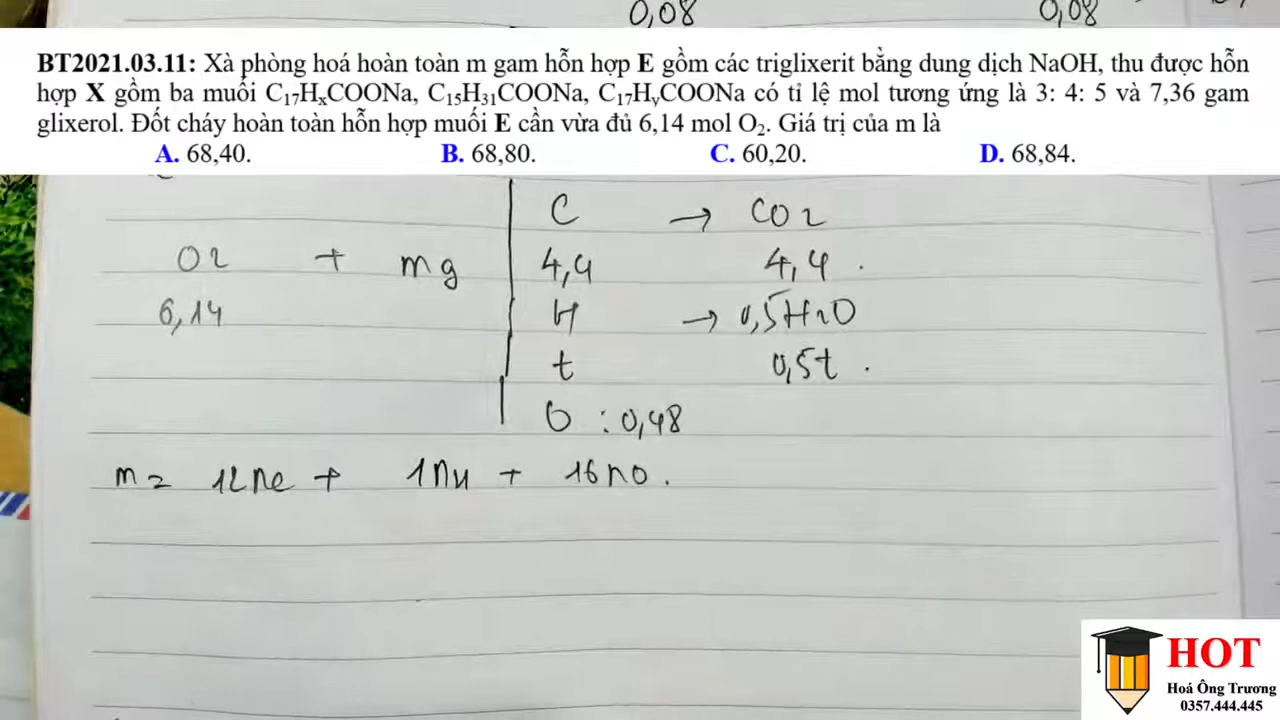 0,08 0,08
BT2021.03.11: Xà phòng hoá hoàn toàn m gam hỗn hợp E gồm các triglixerit bằng dung dịch NaOH, thu được hỗn
hợp X gồm ba muối C₁₇HₓCOONa, C₁₅H₃₁COONa, C₁₇HᵧCOONa có tỉ lệ mol tương ứng là 3: 4: 5 và 7,36 gam
glixerol. Đốt cháy hoàn toàn hỗn hợp muối E cần vừa đủ 6,14 mol O₂. Giá trị của m là
A. 68,40. B. 68,80. C. 60,20. D. 68,84.
C → CO2
O2 + mg 4,4 4,4 .
6,14 H → 0,5H2O
t 0,5t .
O : 0,48
m = 12nc + 1nH + 16nO .
HOT
Hoá Ông Trương
0357.444.445